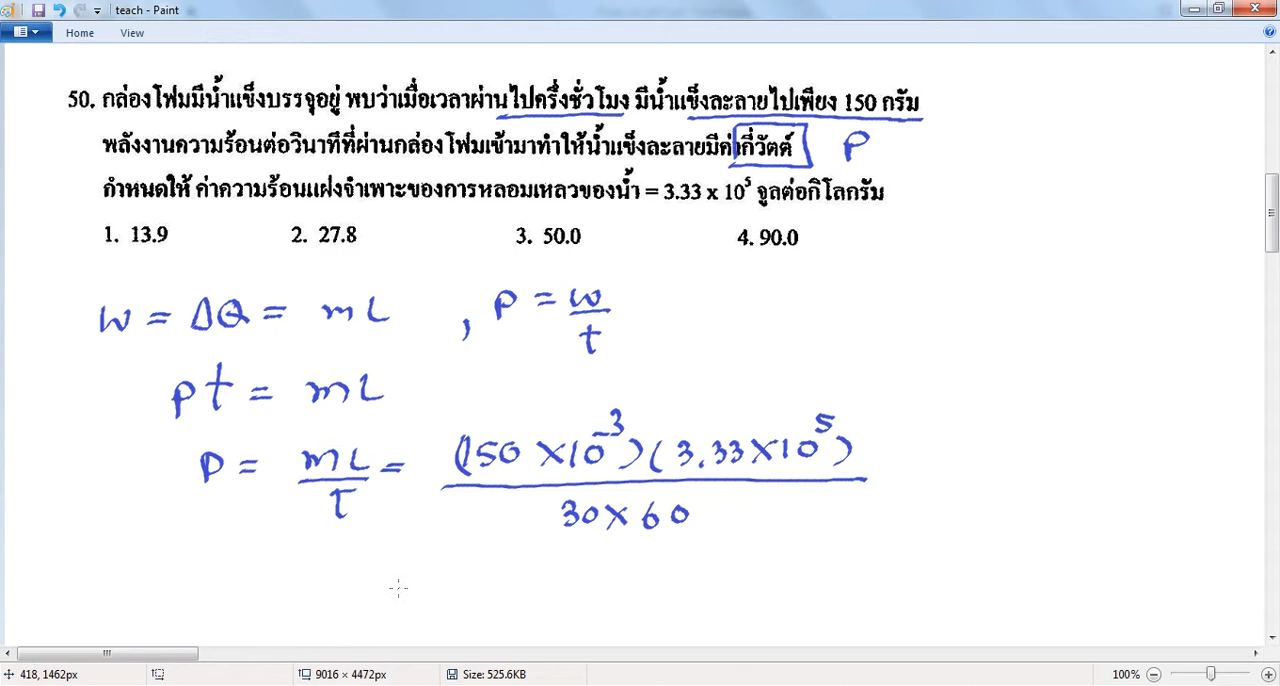 teach - Paint
Home View
50. กล่องโฟมมีน้ำแข็งบรรจุอยู่ พบว่าเมื่อเวลาผ่านไปครึ่งชั่วโมง มีน้ำแข็งละลายไปเพียง 150 กรัม
พลังงานความร้อนต่อวินาทีที่ผ่านกล่องโฟมเข้ามาทำให้น้ำแข็งละลายมีค่ากี่วัตต์ P
กำหนดให้ ค่าความร้อนแฝงจำเพาะของการหลอมเหลวของน้ำ = 3.33 x 10⁵ จูลต่อกิโลกรัม
1. 13.9 2. 27.8 3. 50.0 4. 90.0
W = ΔQ = mL , P = W/t
Pt = mL
P = mL/t = (150 × 10⁻³)(3.33 × 10⁵)/30 × 60
418, 1462px 9016 × 4472px Size: 525.6KB 100%